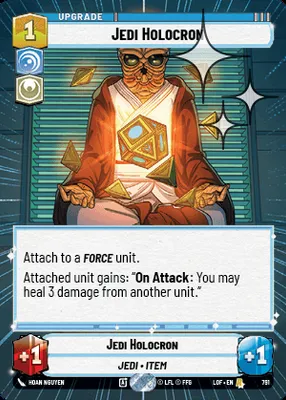 UPGRADE
1
JEDI HOLOCRON
Attach to a FORCE unit.
Attached unit gains: "On Attack: You may
heal 3 damage from another unit."
+1
JEDI HOLOCRON
+1
JEDI • ITEM
HOAN NGUYEN
Ⓒ LFL Ⓒ FFG
LOF • EN
791